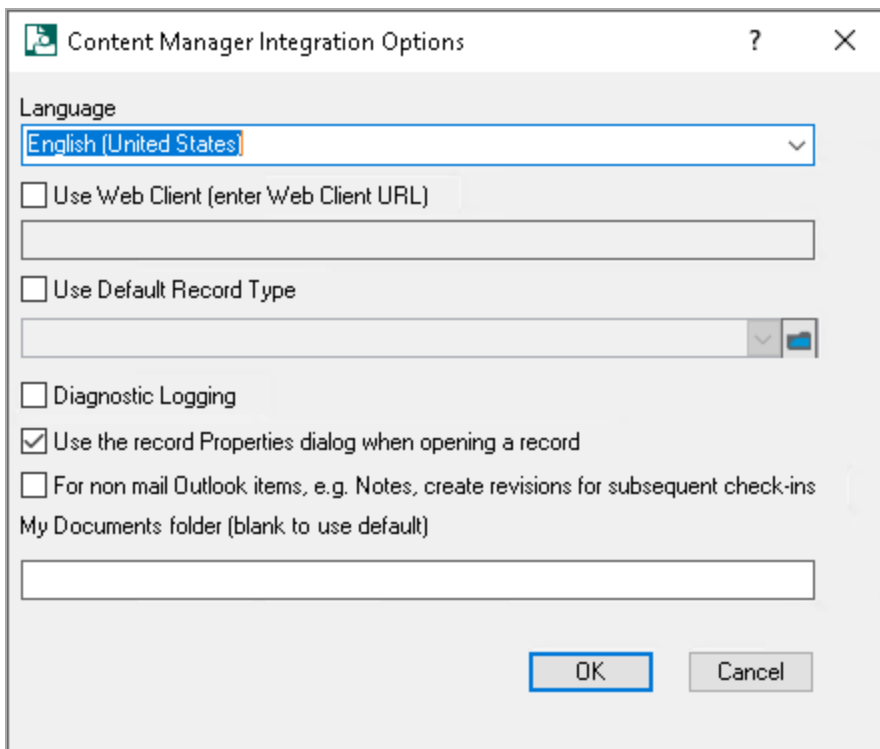 Content Manager Integration Options
?
Language
English (United States)
Use Web Client (enter Web Client URL)
Use Default Record Type
Diagnostic Logging
Use the record Properties dialog when opening a record
For non mail Outlook items, e.g. Notes, create revisions for subsequent check-ins
My Documents folder (blank to use default)
OK Cancel